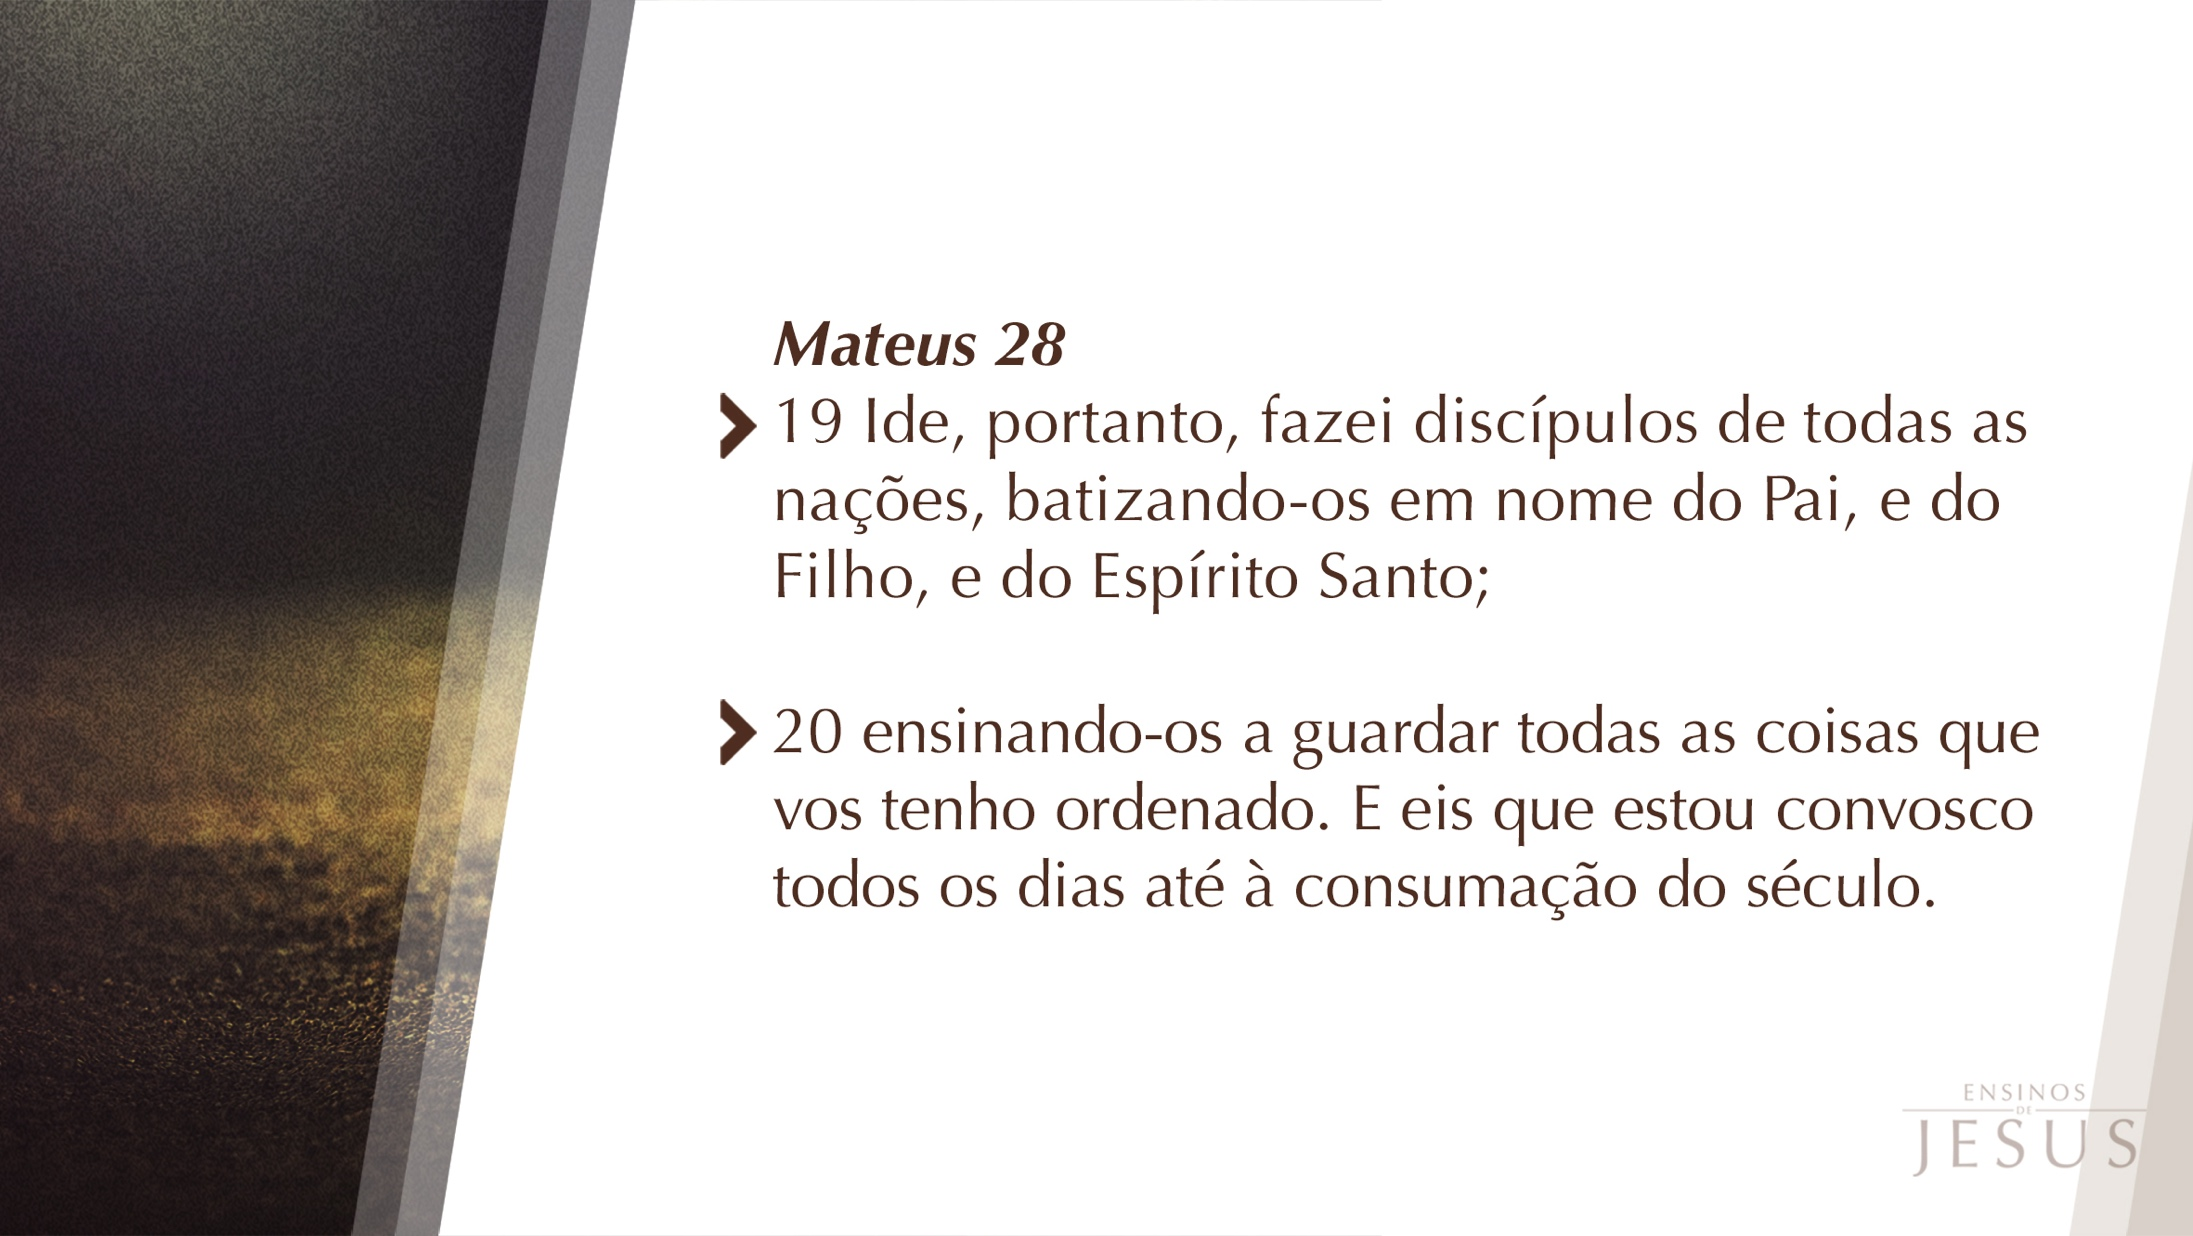 Mateus 28
19 Ide, portanto, fazei discípulos de todas as
nações, batizando-os em nome do Pai, e do
Filho, e do Espírito Santo;
20 ensinando-os a guardar todas as coisas que
vos tenho ordenado. E eis que estou convosco
todos os dias até à consumação do século.
ENSINOS
DE
JESUS